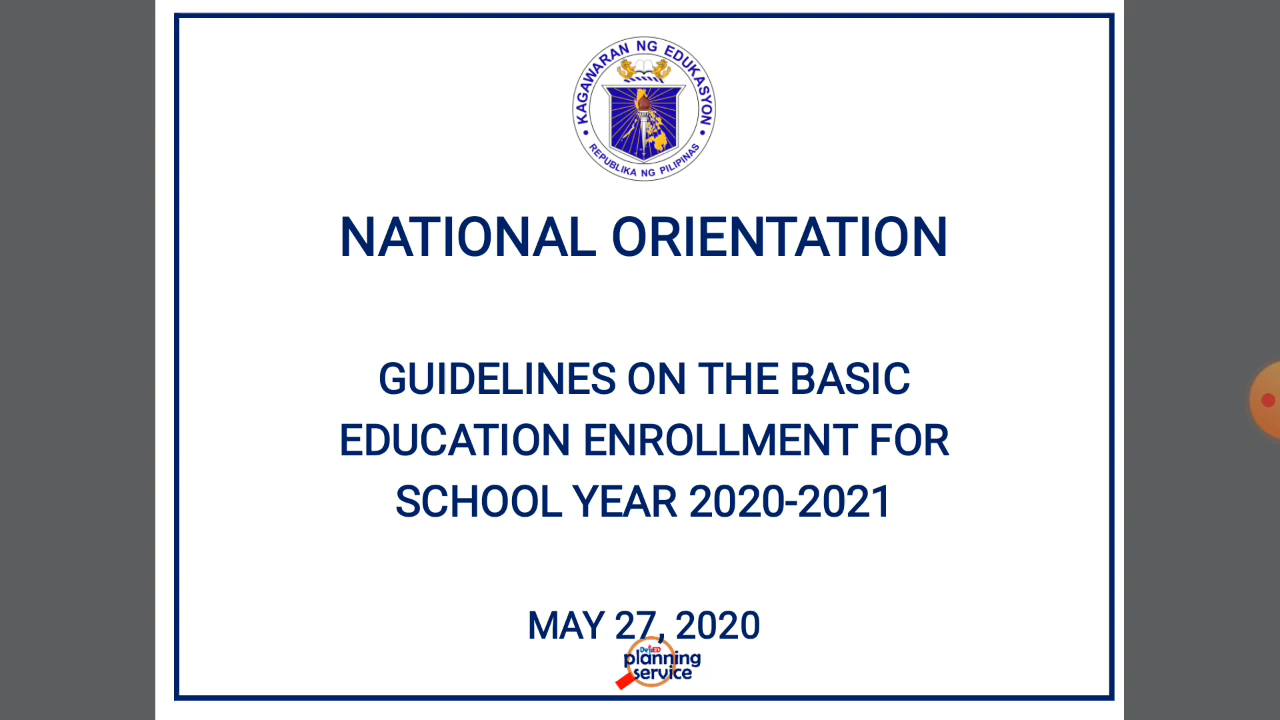 KAGAWARAN NG EDUKASYON
REPUBLIKA NG PILIPINAS
NATIONAL ORIENTATION
GUIDELINES ON THE BASIC
EDUCATION ENROLLMENT FOR
SCHOOL YEAR 2020-2021
MAY 27, 2020
DepED
planning
service